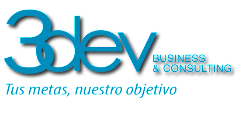 3dev
BUSINESS
& CONSULTING
Tus metas, nuestro objetivo